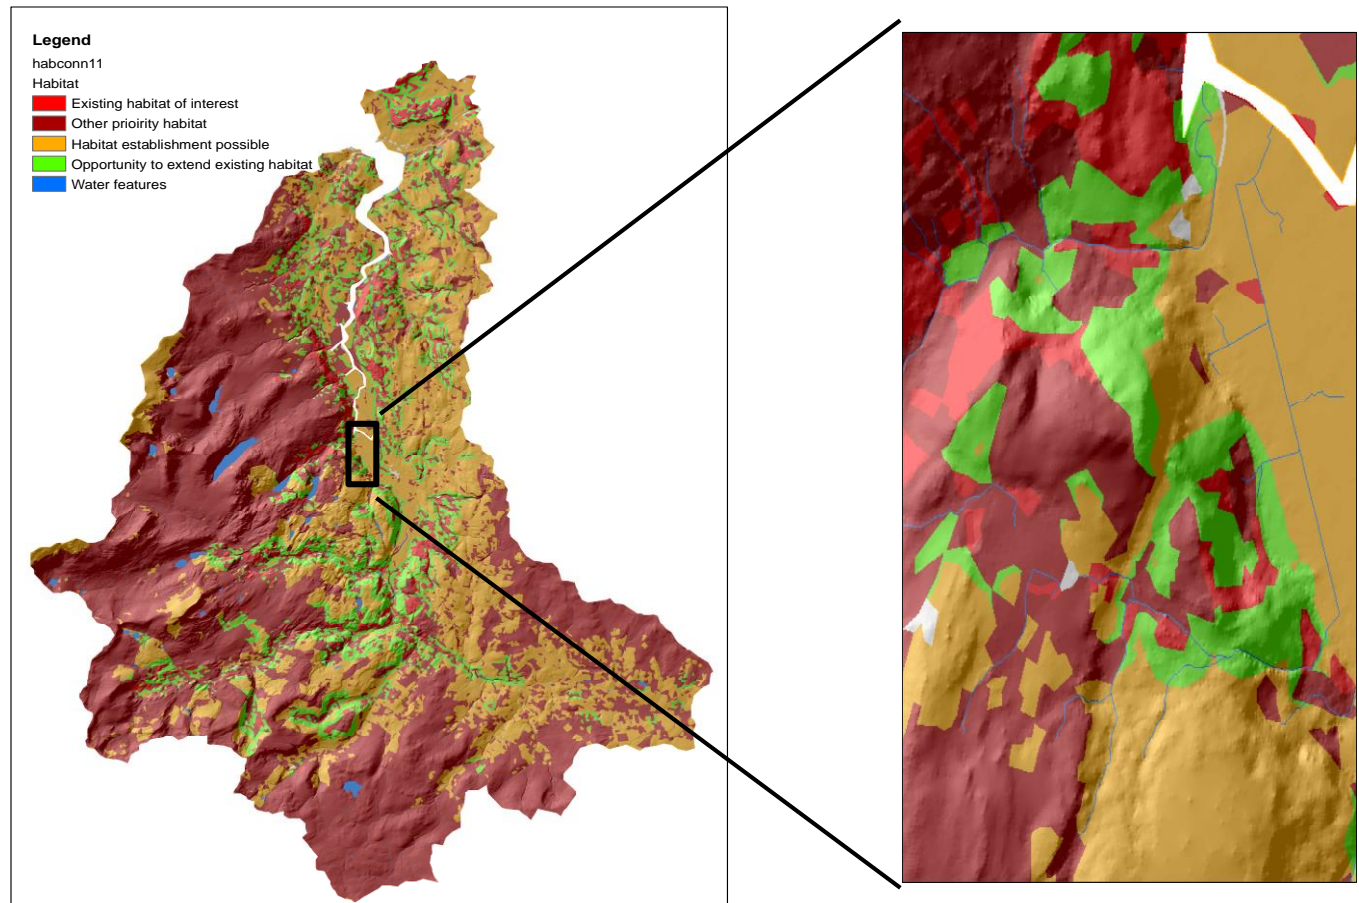 Legend
habconn11
Habitat
Existing habitat of interest
Other prioirity habitat
Habitat establishment possible
Opportunity to extend existing habitat
Water features